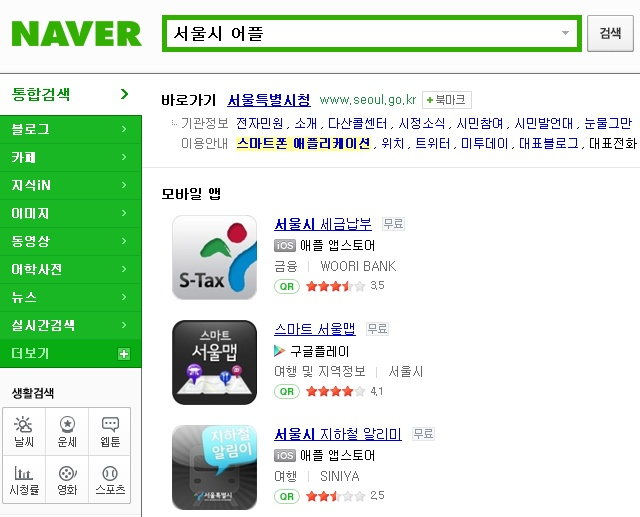 NAVER
서울시 어플
검색
통합검색
블로그
카페
지식iN
이미지
동영상
어학사전
뉴스
실시간검색
더보기
생활검색
날씨
운세
웹툰
시청률
영화
스포츠
바로가기 서울특별시청 www.seoul.go.kr +북마크
기관정보 전자민원, 소개, 다산콜센터, 시정소식, 시민참여, 시민발언대, 눈물그만
이용안내 스마트폰 애플리케이션, 위치, 트위터, 미투데이, 대표블로그, 대표전화
모바일 앱
S-Tax
서울시 세금납부 무료
iOS 애플 앱스토어
금융 | WOORI BANK
QR 3,5
스마트
서울맵
스마트 서울맵 무료
구글플레이
여행 및 지역정보 | 서울시
QR 4,1
지하철
알림이
서울특별시
서울시 지하철 알리미 무료
iOS 애플 앱스토어
여행 | SINIYA
QR 2,5